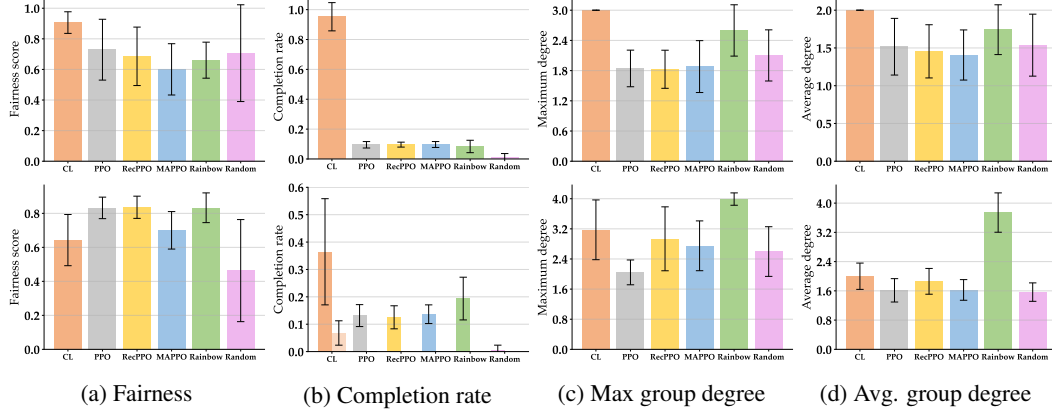 1.0
0.8
0.6
0.4
0.2
0.0
Fairness score
CL PPO RecPPO MAPPO Rainbow Random
1.0
0.8
0.6
0.4
0.2
0.0
Completion rate
CL PPO RecPPO MAPPO Rainbow Random
3.0
2.4
1.8
1.2
0.6
0.0
Maximum degree
CL PPO RecPPO MAPPO Rainbow Random
2.0
1.5
1.0
0.5
0.0
Average degree
CL PPO RecPPO MAPPO Rainbow Random
0.8
0.6
0.4
0.2
0.0
Fairness score
CL PPO RecPPO MAPPO Rainbow Random
0.6
0.5
0.4
0.3
0.2
0.1
0.0
Completion rate
CL PPO RecPPO MAPPO Rainbow Random
4.0
3.2
2.4
1.6
0.8
0.0
Maximum degree
CL PPO RecPPO MAPPO Rainbow Random
4.0
3.2
2.4
1.6
0.8
0.0
Average degree
CL PPO RecPPO MAPPO Rainbow Random
(a) Fairness
(b) Completion rate
(c) Max group degree
(d) Avg. group degree